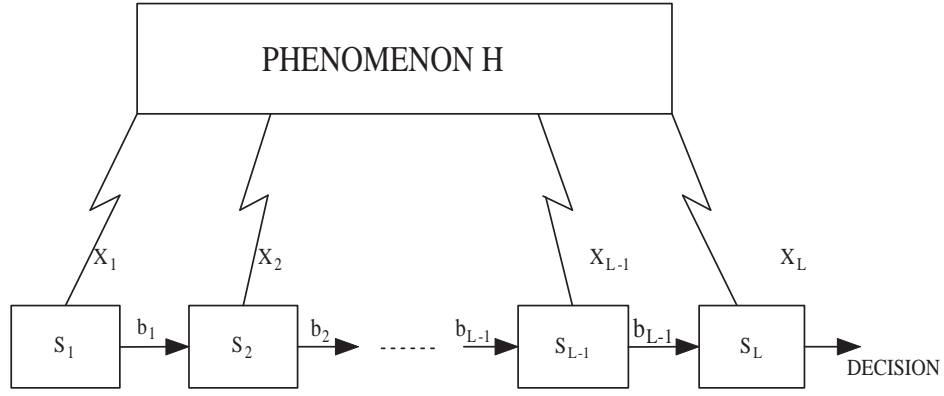 PHENOMENON H
X1 X2 XL-1 XL
b1 b2 bL-1 bL-1
S1 S2 SL-1 SL
DECISION